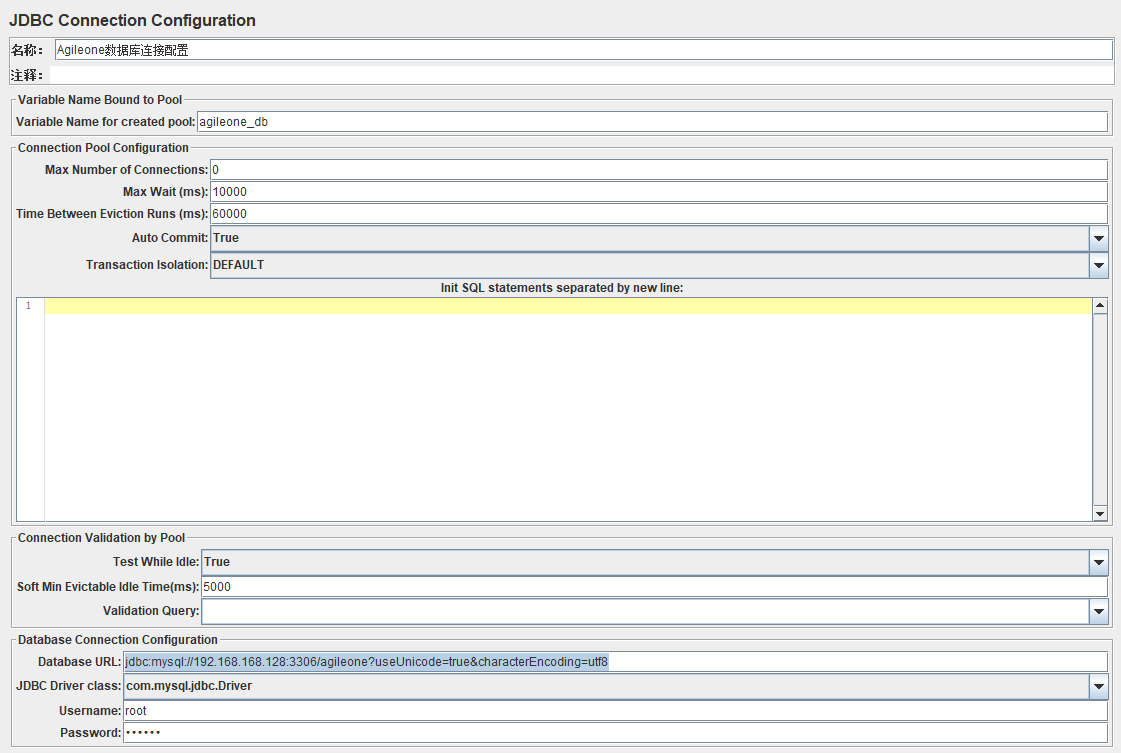 JDBC Connection Configuration
名称： Agileone数据库连接配置
注释：
Variable Name Bound to Pool
Variable Name for created pool: agileone_db
Connection Pool Configuration
Max Number of Connections: 0
Max Wait (ms): 10000
Time Between Eviction Runs (ms): 60000
Auto Commit: True
Transaction Isolation: DEFAULT
Init SQL statements separated by new line:
1
Connection Validation by Pool
Test While Idle: True
Soft Min Evictable Idle Time(ms): 5000
Validation Query:
Database Connection Configuration
Database URL: jdbc:mysql://192.168.168.128:3306/agileone?useUnicode=true&characterEncoding=utf8
JDBC Driver class: com.mysql.jdbc.Driver
Username: root
Password: ••••••